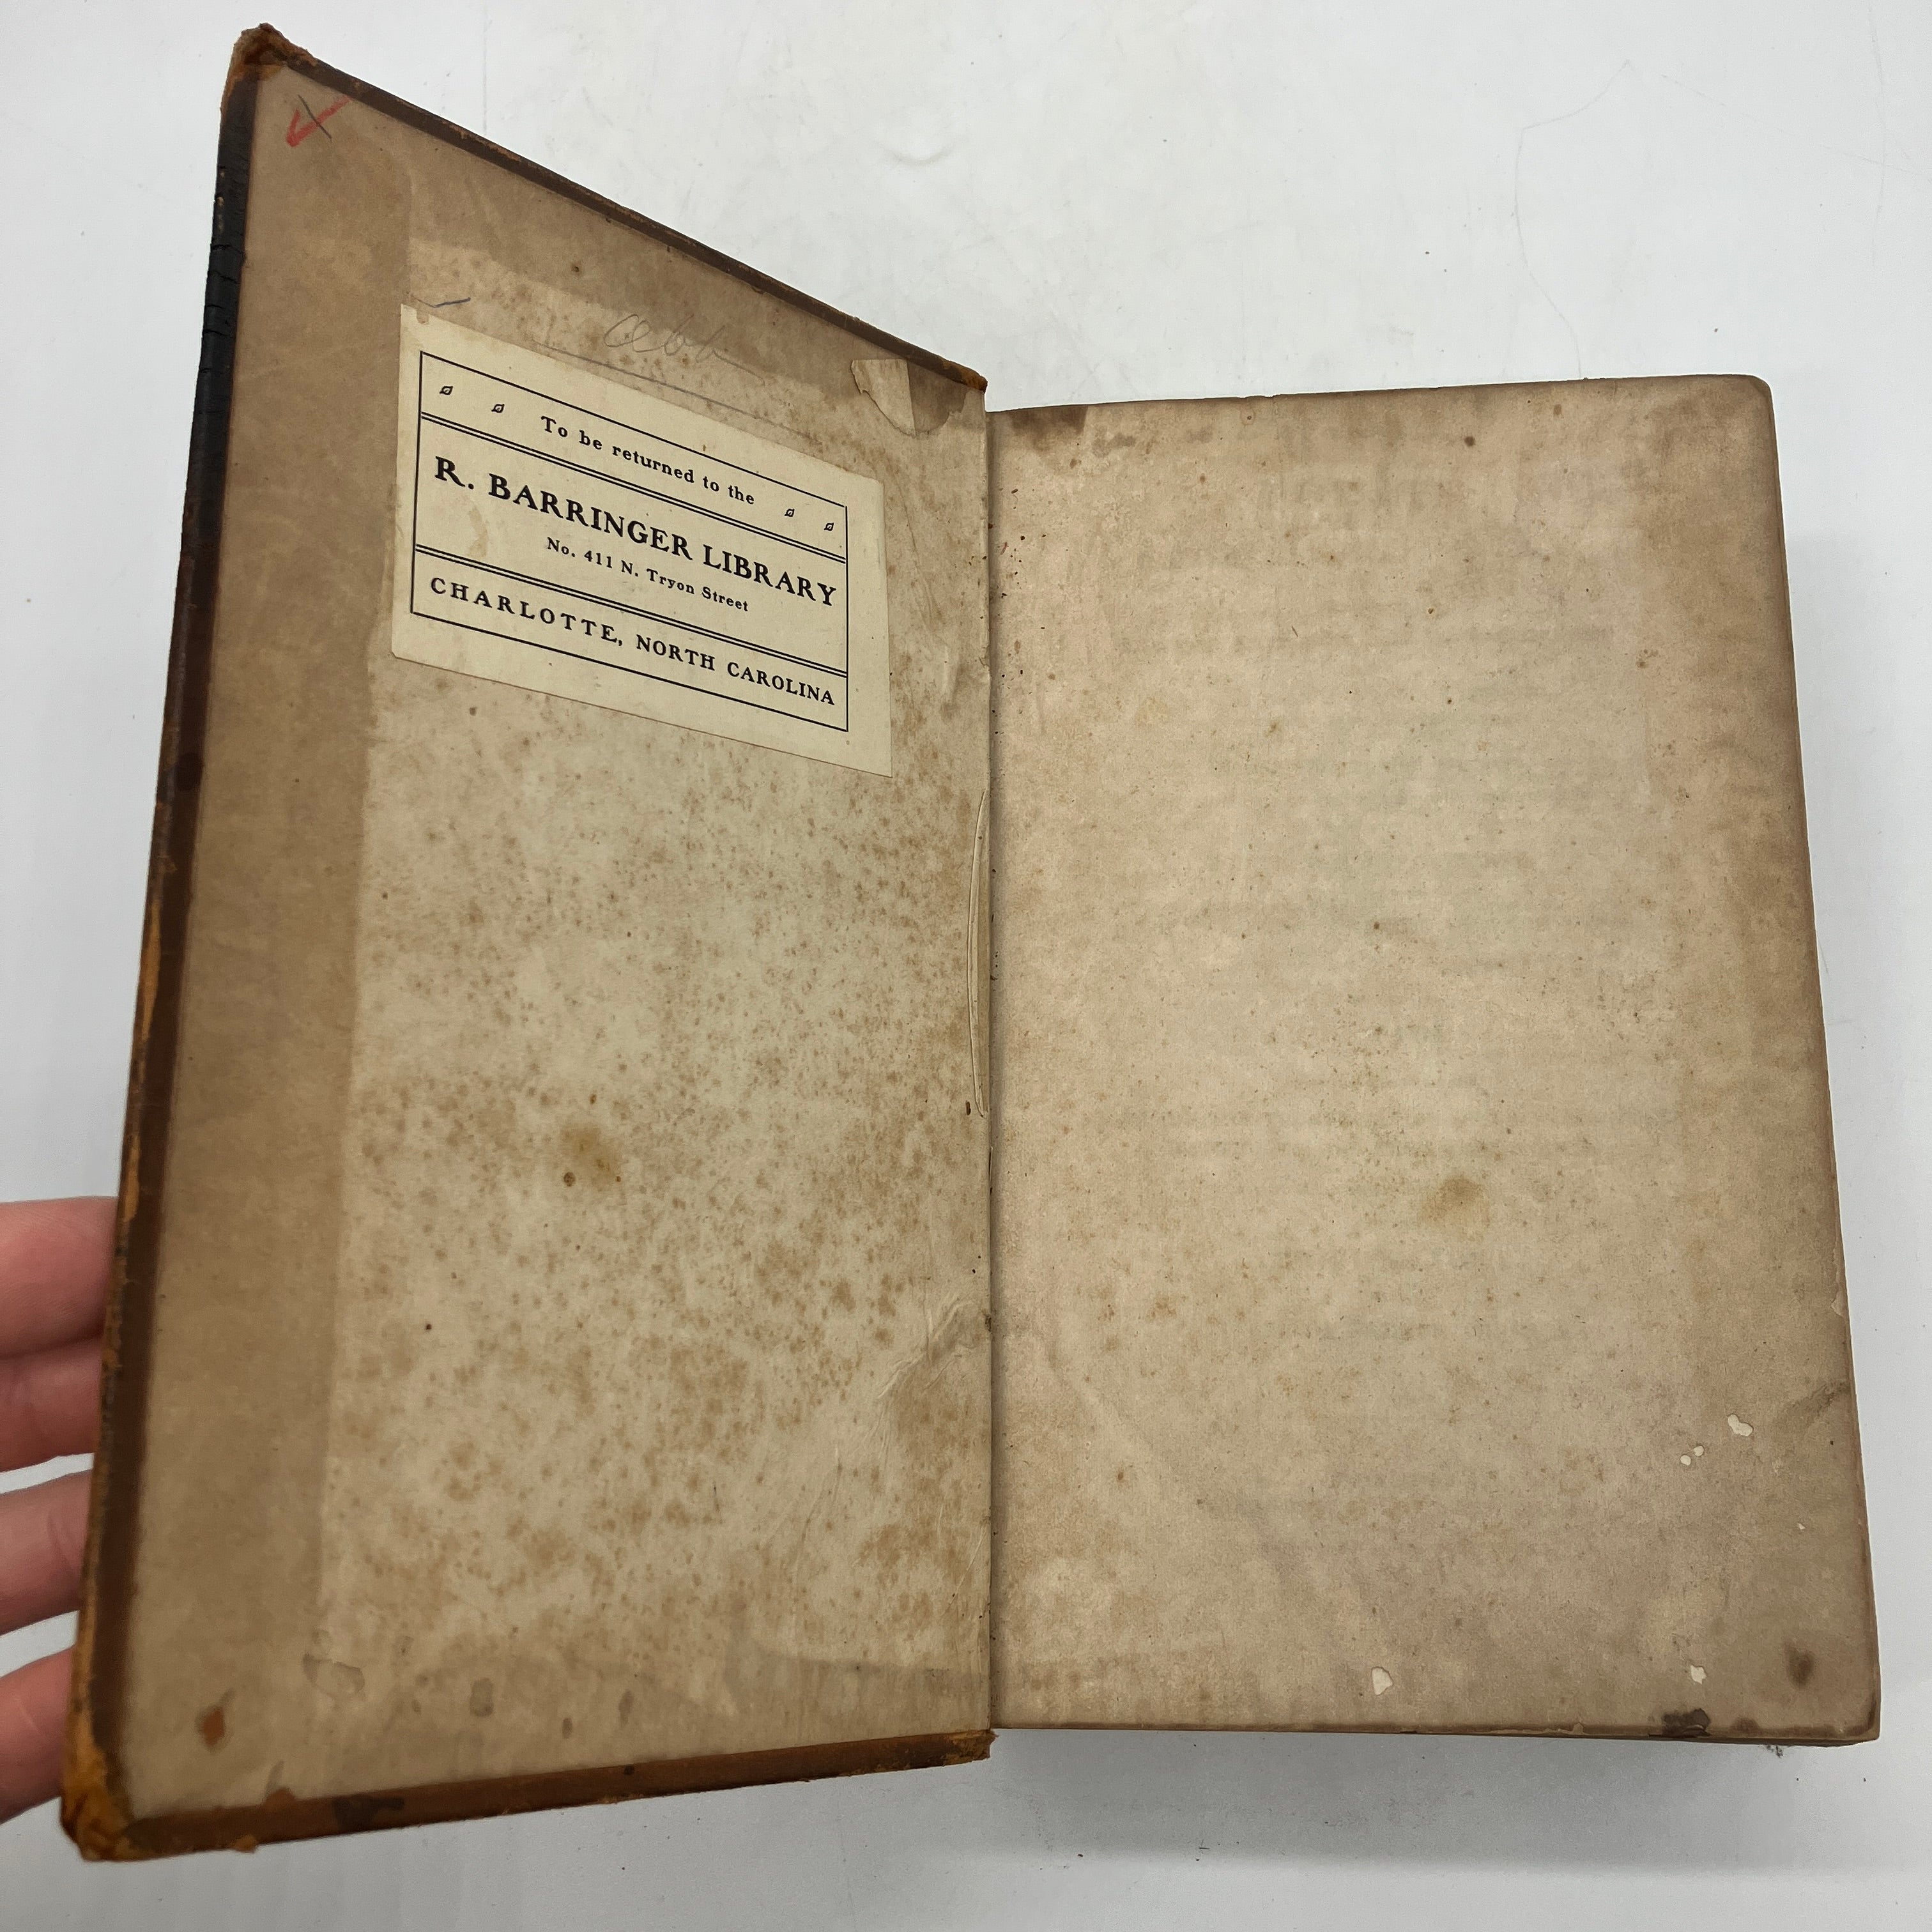 To be returned to the
R. BARRINGER LIBRARY
No. 411 N. Tryon Street
CHARLOTTE, NORTH CAROLINA